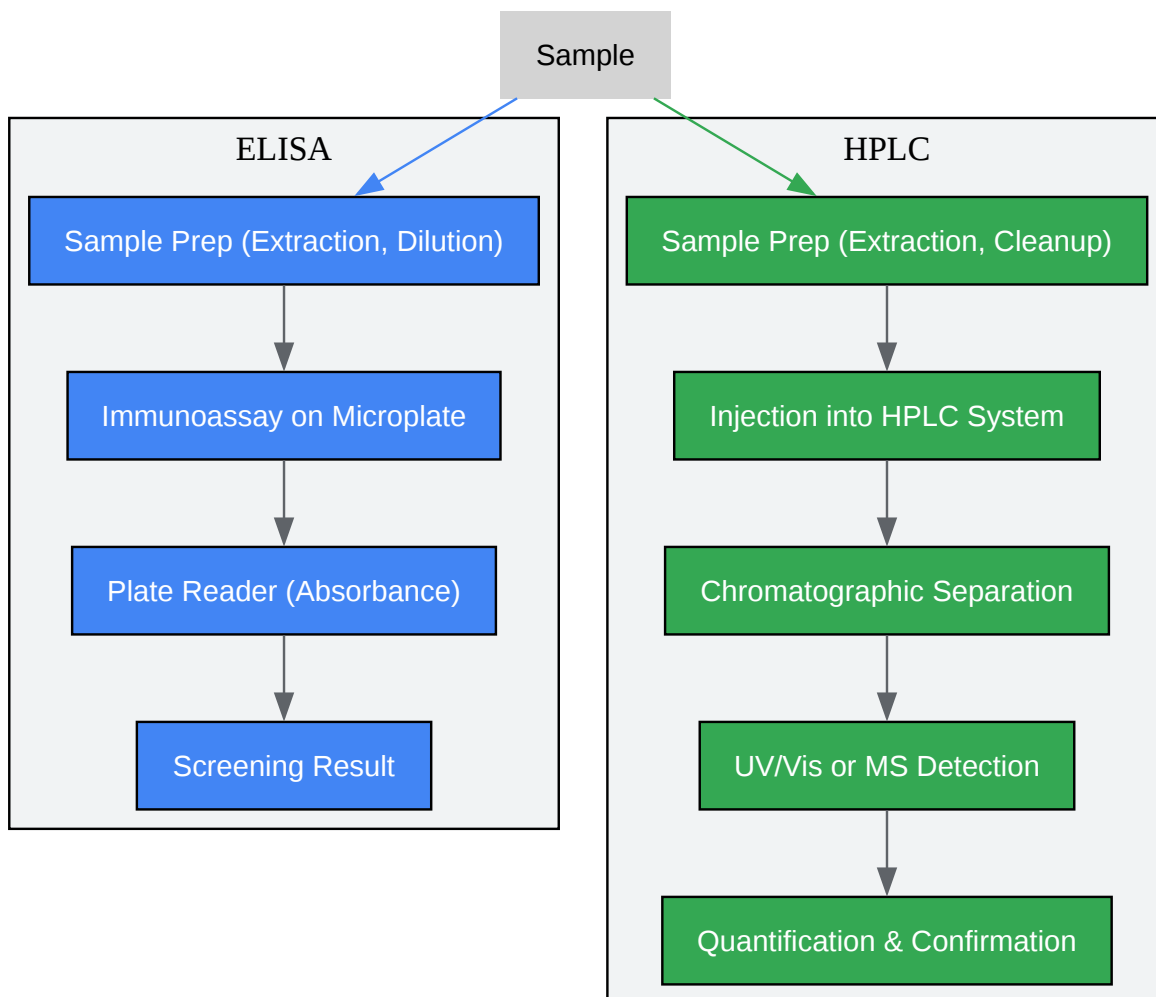 Sample
ELISA
Sample Prep (Extraction, Dilution)
Immunoassay on Microplate
Plate Reader (Absorbance)
Screening Result
HPLC
Sample Prep (Extraction, Cleanup)
Injection into HPLC System
Chromatographic Separation
UV/Vis or MS Detection
Quantification & Confirmation